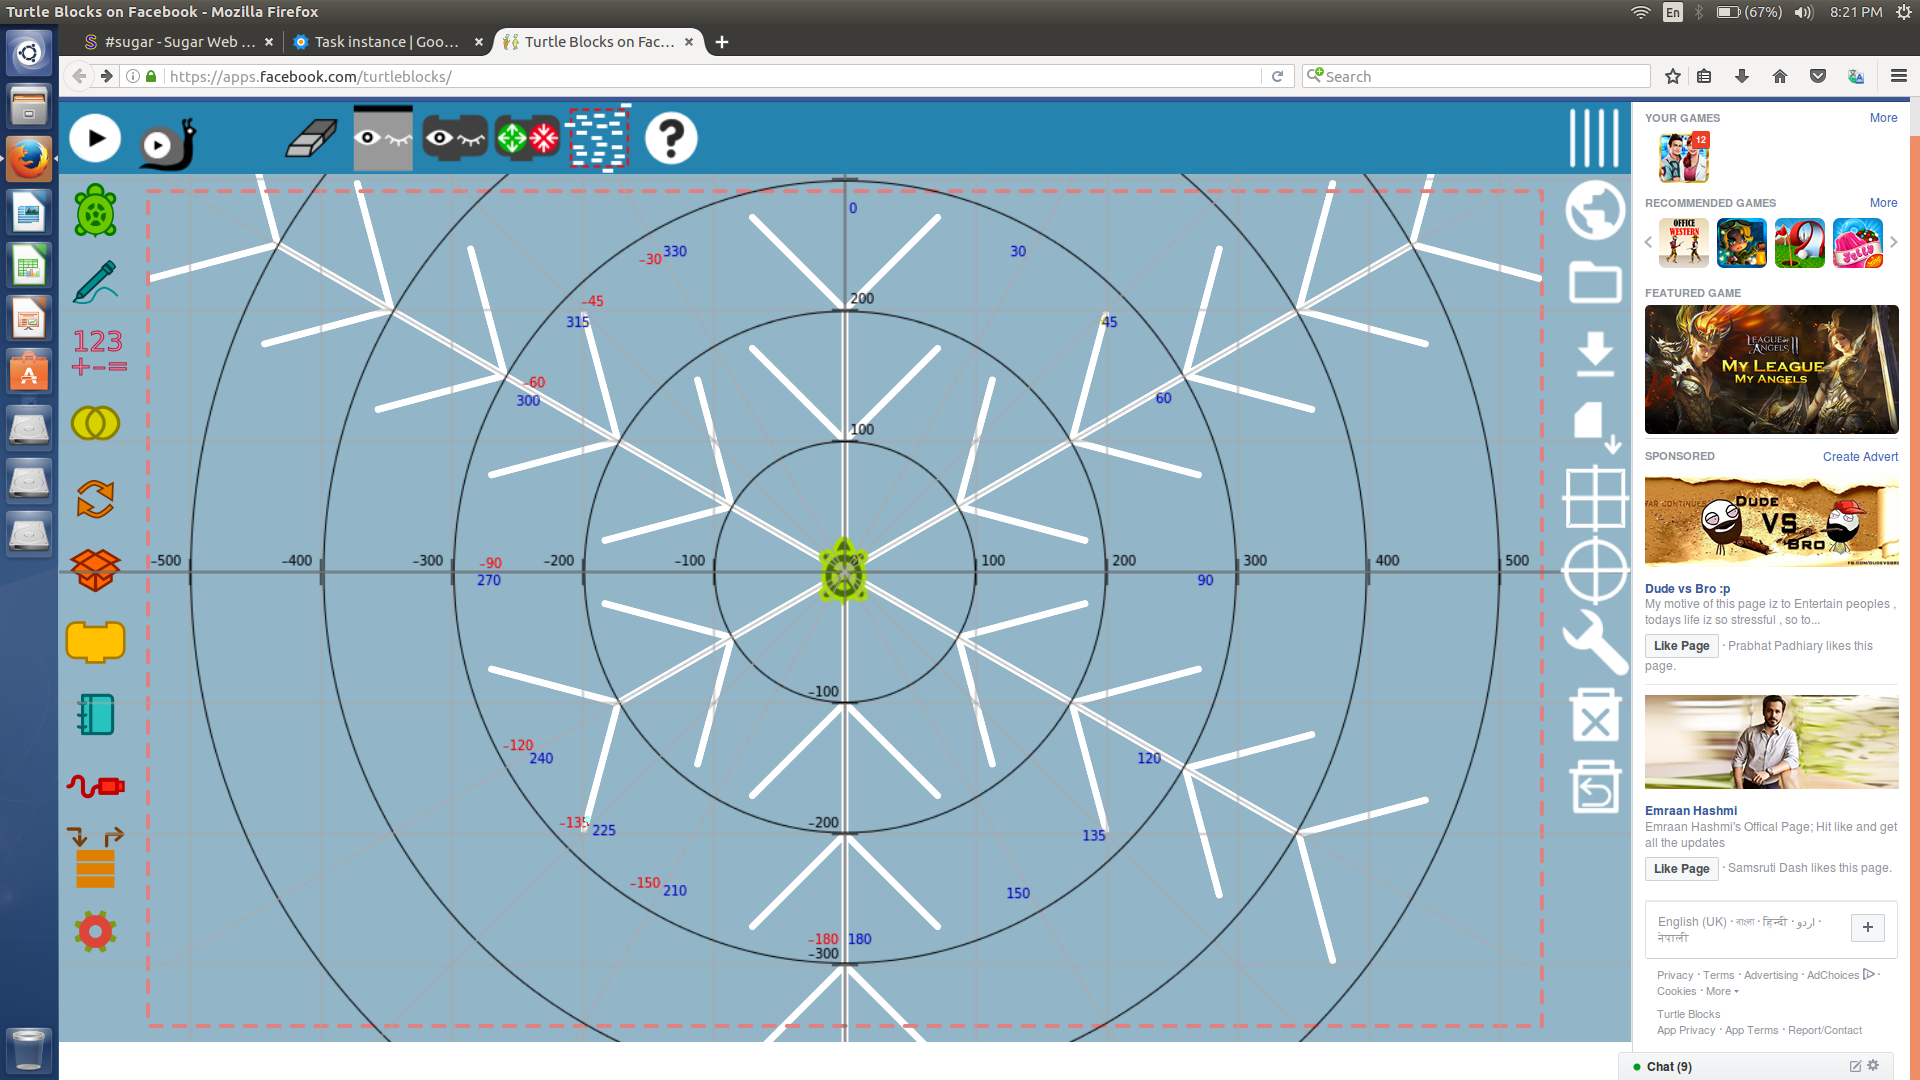 Turtle Blocks on Facebook - Mozilla Firefox
En
(67%)
8:21 PM
#sugar - Sugar Web ...
Task instance | Goo...
Turtle Blocks on Fac...
https://apps.facebook.com/turtleblocks/
Search
123
+-=
0
-30
330
30
-45
315
45
200
-60
300
60
100
-500
-400
-300
-90
270
-200
-100
100
200
90
300
400
500
-100
-120
240
120
-200
-135
225
135
-150
210
150
-180
180
-300
YOUR GAMES
More
12
RECOMMENDED GAMES
More
OFFICE
WESTERN
9
Jelly
FEATURED GAME
LEAGUE OF
ANGELS II
MY LEAGUE
MY ANGELS
SPONSORED
Create Advert
DUDE
VS
BRO
Dude vs Bro :p
My motive of this page iz to Entertain peoples ,
todays life iz so stressful , so to...
Like Page · Prabhat Padhiary likes this
page.
Emraan Hashmi
Emraan Hashmi's Offical Page; Hit like and get
all the updates
Like Page · Samsruti Dash likes this page.
English (UK) · বাংলা · हिन्दी · اردو ·
नेपाली
+
Privacy · Terms · Advertising · AdChoices ·
Cookies · More
Turtle Blocks
App Privacy · App Terms · Report/Contact
Chat (9)